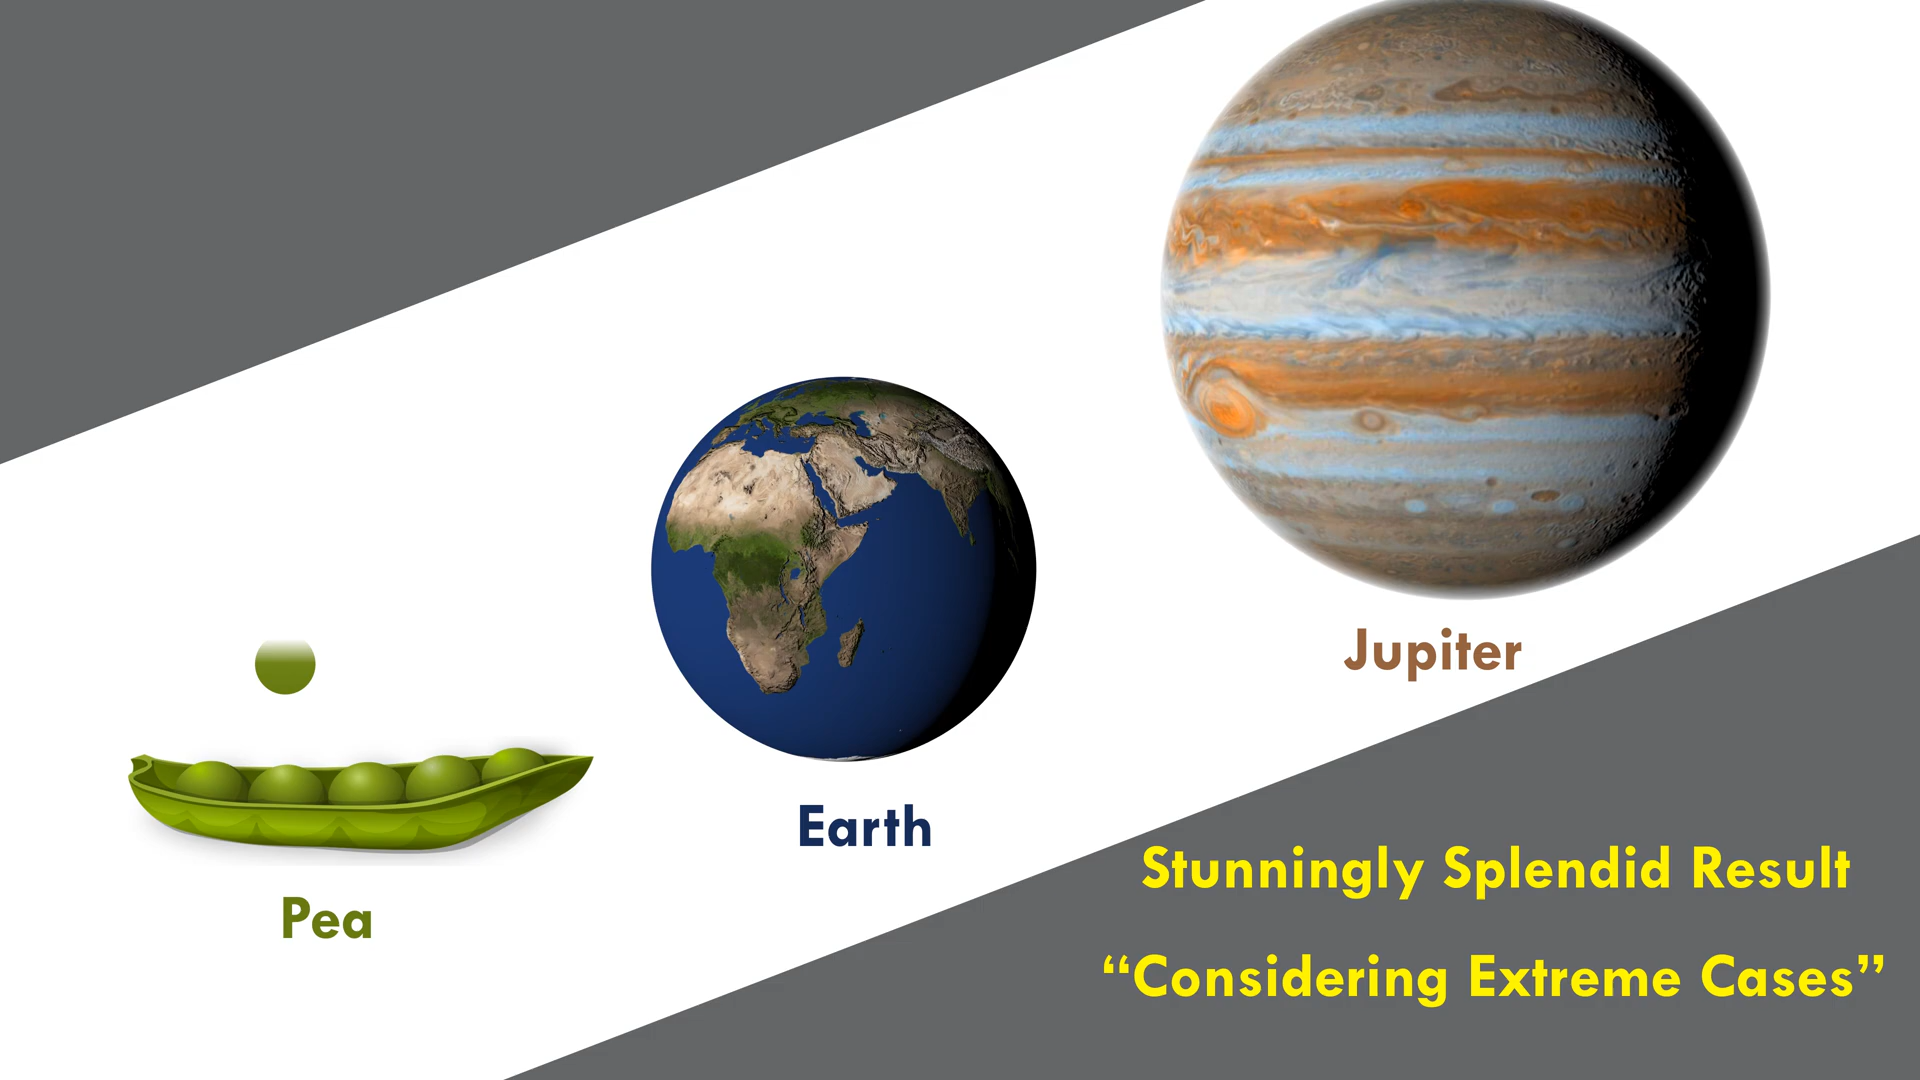 Jupiter
Earth
Pea
Stunningly Splendid Result
“Considering Extreme Cases”